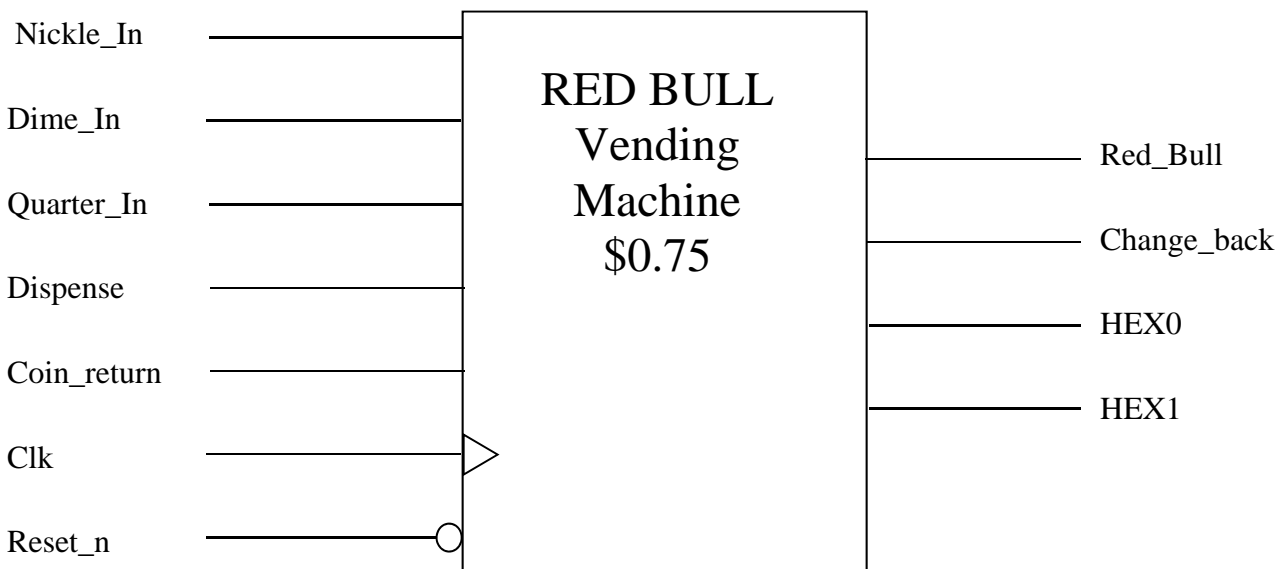 Nickle_In
Dime_In
Quarter_In
Dispense
Coin_return
Clk
Reset_n
RED BULL
Vending
Machine
$0.75
Red_Bull
Change_back
HEX0
HEX1